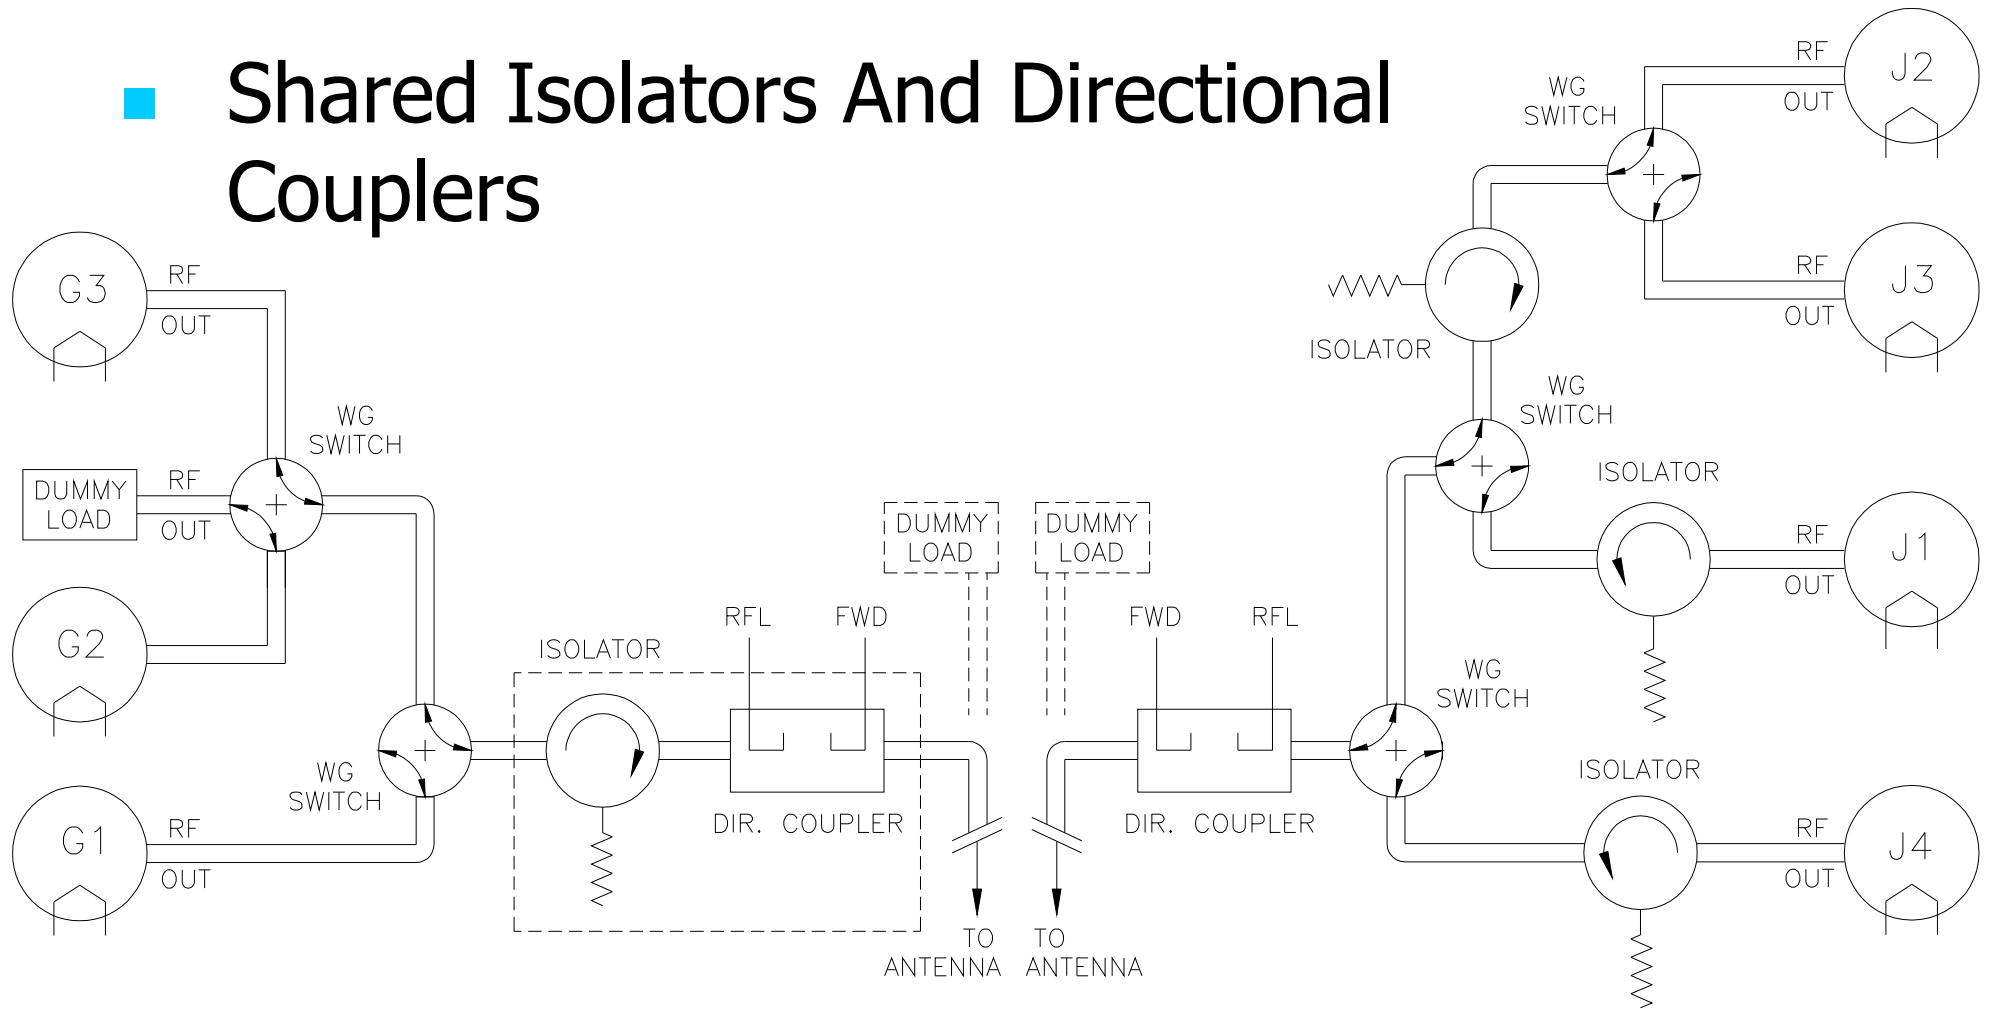 Shared Isolators And Directional
Couplers
J2
RF
OUT
WG
SWITCH
G3
RF
OUT
J3
RF
OUT
ISOLATOR
WG
SWITCH
WG
SWITCH
DUMMY
LOAD
RF
OUT
ISOLATOR
DUMMY
LOAD
DUMMY
LOAD
J1
RF
OUT
G2
RFL
FWD
FWD
RFL
ISOLATOR
WG
SWITCH
WG
SWITCH
ISOLATOR
G1
RF
OUT
DIR. COUPLER
DIR. COUPLER
J4
RF
OUT
TO
ANTENNA
TO
ANTENNA